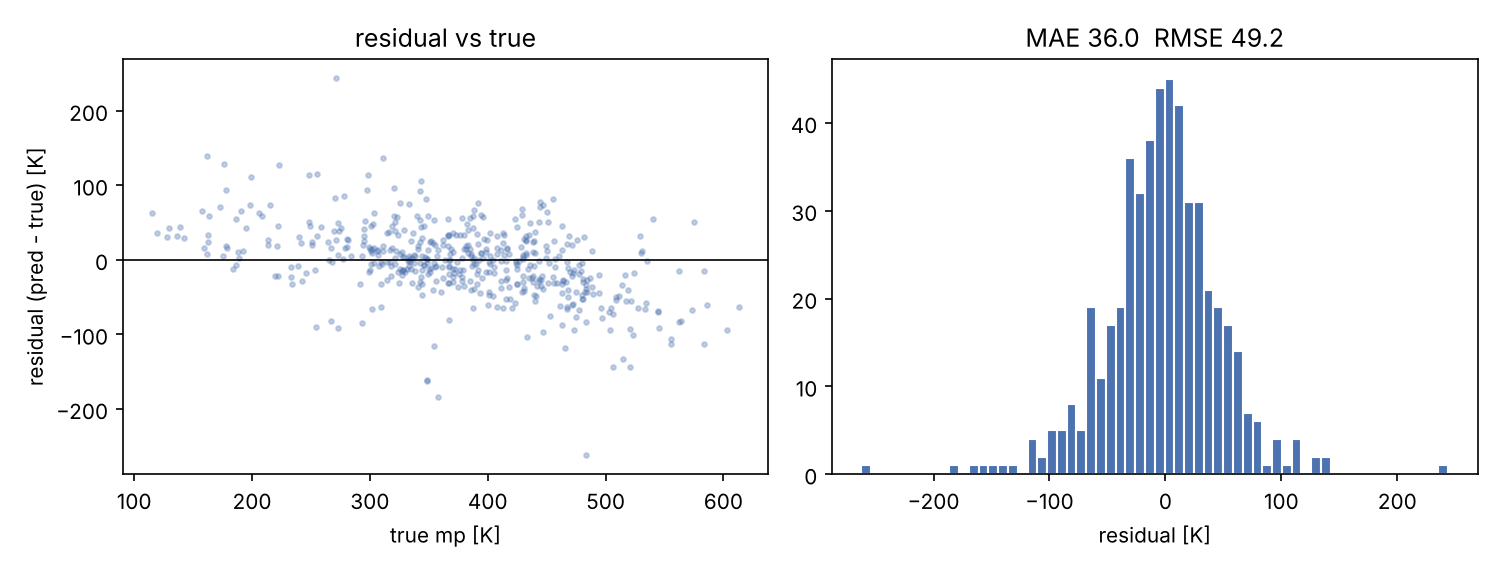 residual vs true
residual (pred - true) [K]
200
100
0
−100
−200
100 200 300 400 500 600
true mp [K]
MAE 36.0 RMSE 49.2
40
30
20
10
0
−200 −100 0 100 200
residual [K]